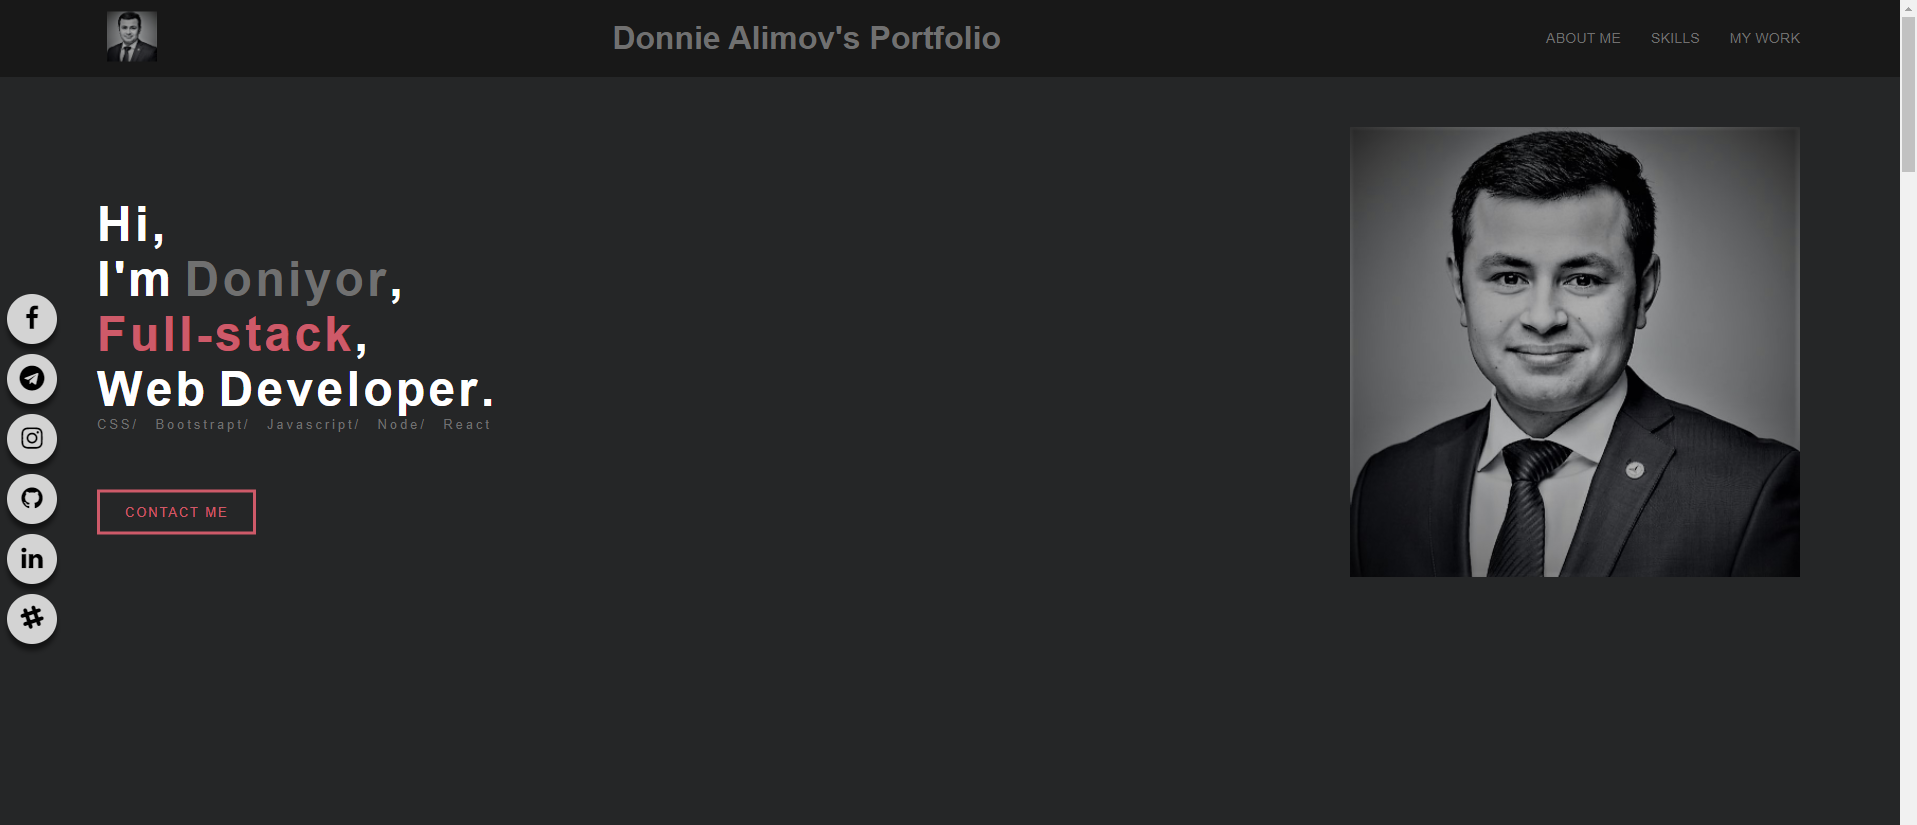 Donnie Alimov's Portfolio
ABOUT ME SKILLS MY WORK
Hi,
I'm Doniyor,
Full-stack,
Web Developer.
CSS/ Bootstrapt/ Javascript/ Node/ React
CONTACT ME